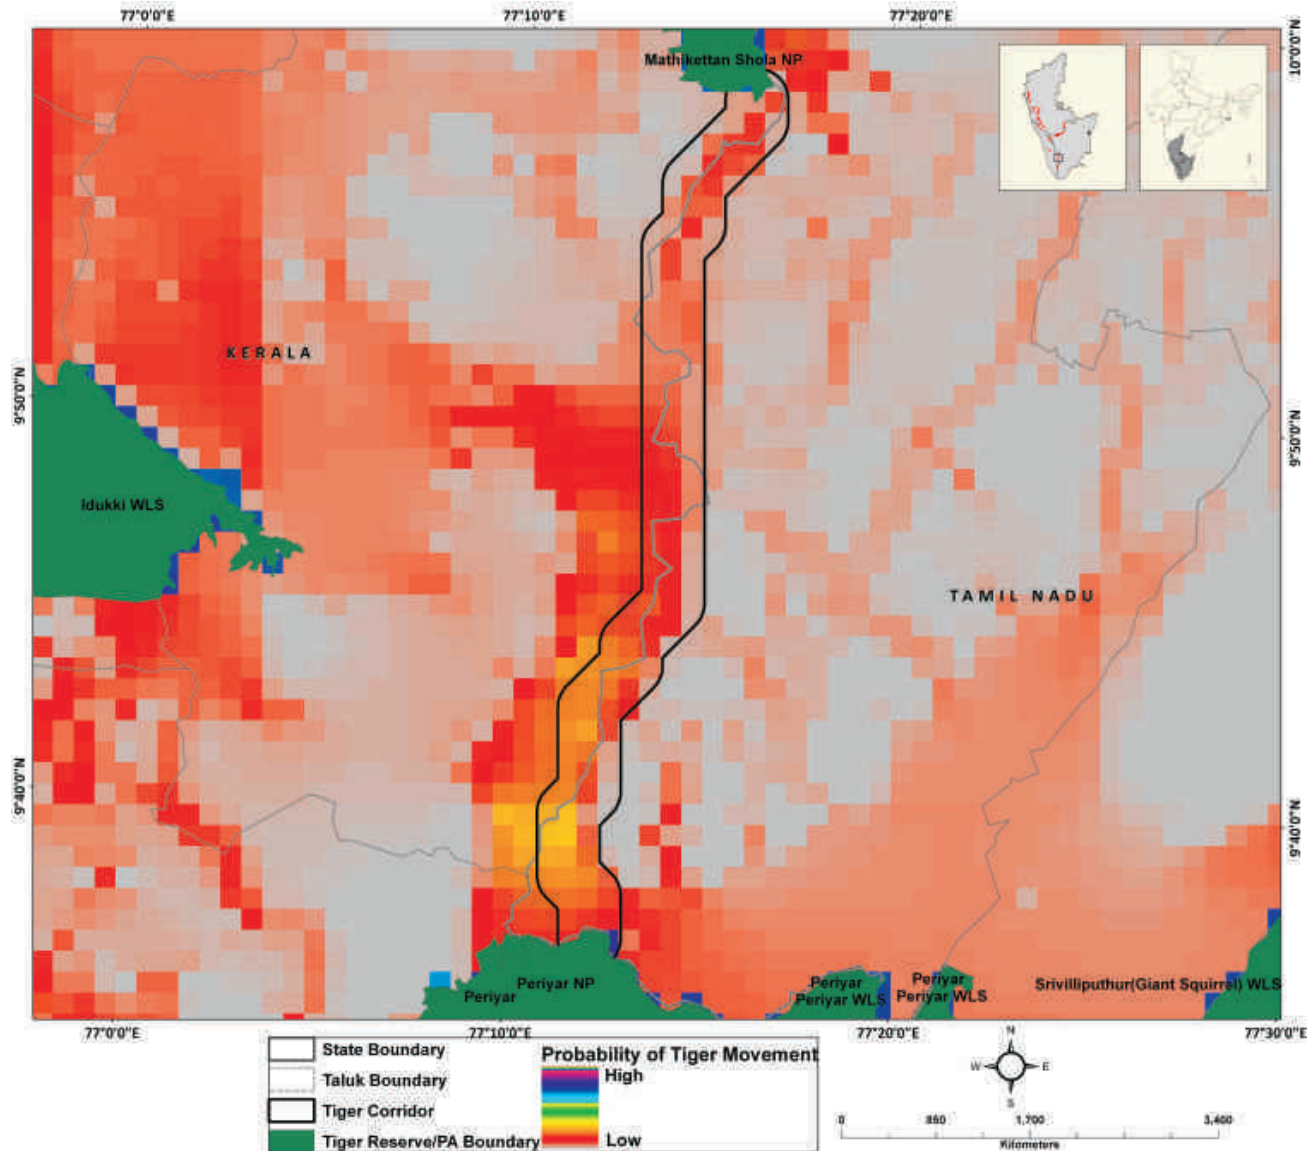 77°0'0"E 77°10'0"E 77°20'0"E
10°0'0"N
Mathikettan Shola NP
KERALA
9°50'0"N
9°50'0"N
Idukki WLS
TAMIL NADU
9°40'0"N
9°40'0"N
Periyar NP
Periyar
Periyar
Periyar WLS
Periyar
Periyar WLS
Srivilliputhur(Giant Squirrel) WLS
77°0'0"E 77°10'0"E 77°20'0"E 77°30'0"E
State Boundary
Taluk Boundary
Tiger Corridor
Tiger Reserve/PA Boundary
Probability of Tiger Movement
High
Low
N
W E
S
0 850 1,700 3,400
Kilometers